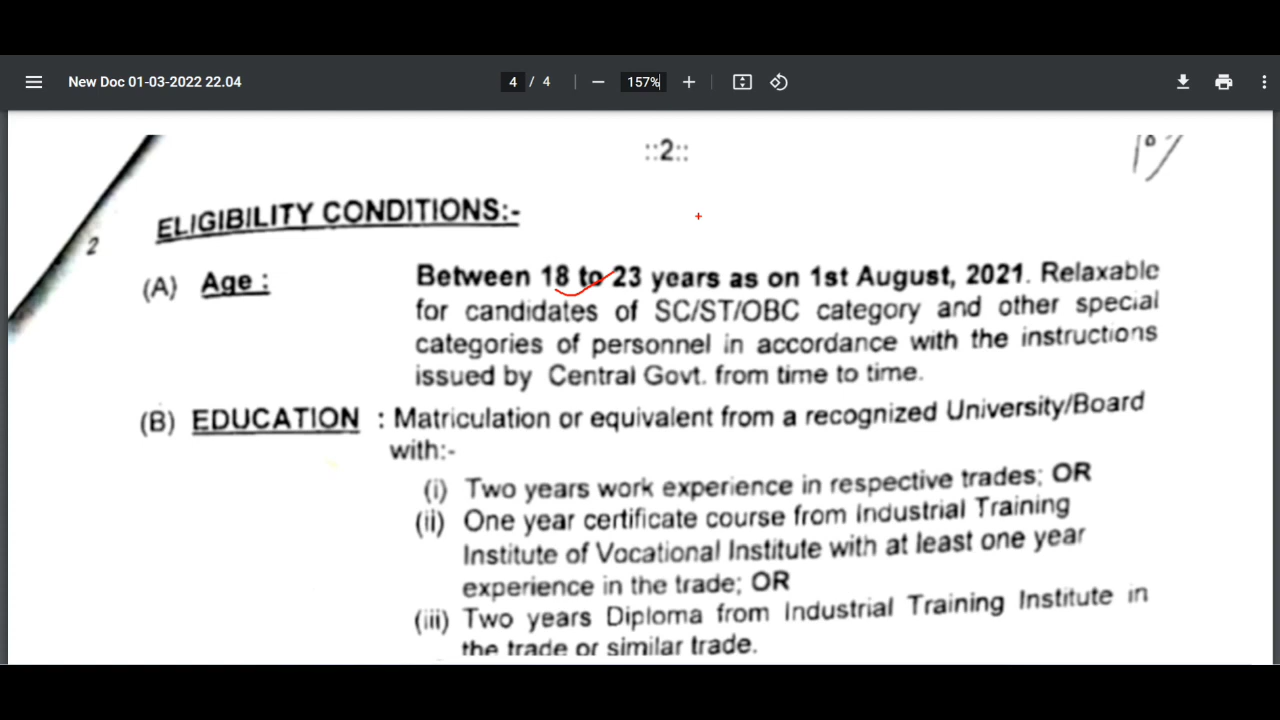 New Doc 01-03-2022 22.04
4 / 4
157%
::2::
2
ELIGIBILITY CONDITIONS:-
(A) Age : Between 18 to 23 years as on 1st August, 2021. Relaxable
for candidates of SC/ST/OBC category and other special
categories of personnel in accordance with the instructions
issued by Central Govt. from time to time.
(B) EDUCATION : Matriculation or equivalent from a recognized University/Board
with:-
(i) Two years work experience in respective trades; OR
(ii) One year certificate course from Industrial Training
Institute of Vocational Institute with at least one year
experience in the trade; OR
(iii) Two years Diploma from Industrial Training Institute in
the trade or similar trade.